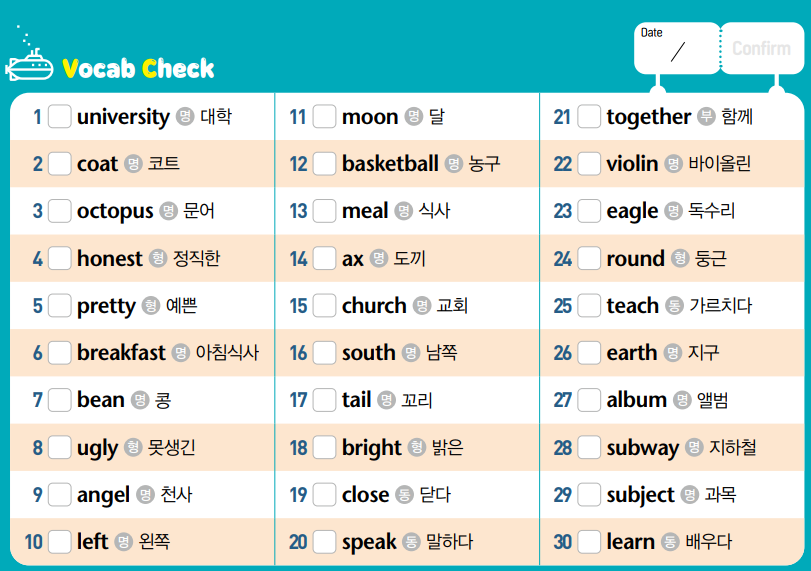 Vocab Check
Date
/
Confirm
1 university 명 대학
2 coat 명 코트
3 octopus 명 문어
4 honest 형 정직한
5 pretty 형 예쁜
6 breakfast 명 아침식사
7 bean 명 콩
8 ugly 형 못생긴
9 angel 명 천사
10 left 명 왼쪽
11 moon 명 달
12 basketball 명 농구
13 meal 명 식사
14 ax 명 도끼
15 church 명 교회
16 south 명 남쪽
17 tail 명 꼬리
18 bright 형 밝은
19 close 동 닫다
20 speak 동 말하다
21 together 부 함께
22 violin 명 바이올린
23 eagle 명 독수리
24 round 형 둥근
25 teach 동 가르치다
26 earth 명 지구
27 album 명 앨범
28 subway 명 지하철
29 subject 명 과목
30 learn 동 배우다